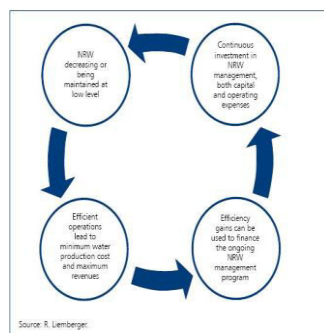 NRW
decreasing or
being
maintained at
low level
Continuous
investment in
NRW
management,
both capital
and operating
expenses
Efficient
operations
lead to
minimum water
production cost
and maximum
revenues
Efficiency
gains can be
used to finance
the ongoing
NRW
management
program
Source: R. Liemberger.